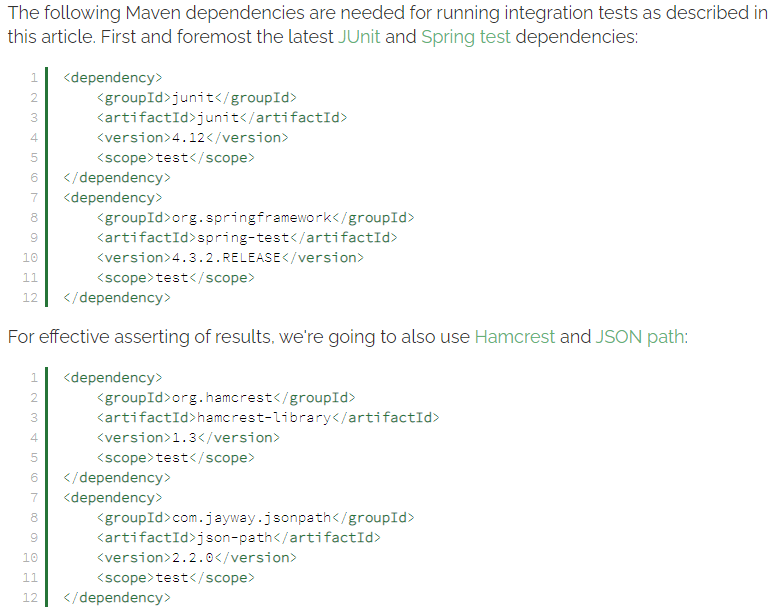 The following Maven dependencies are needed for running integration tests as described in
this article. First and foremost the latest JUnit and Spring test dependencies:
1 <dependency>
2     <groupId>junit</groupId>
3     <artifactId>junit</artifactId>
4     <version>4.12</version>
5     <scope>test</scope>
6 </dependency>
7 <dependency>
8     <groupId>org.springframework</groupId>
9     <artifactId>spring-test</artifactId>
10     <version>4.3.2.RELEASE</version>
11     <scope>test</scope>
12 </dependency>
For effective asserting of results, we're going to also use Hamcrest and JSON path:
1 <dependency>
2     <groupId>org.hamcrest</groupId>
3     <artifactId>hamcrest-library</artifactId>
4     <version>1.3</version>
5     <scope>test</scope>
6 </dependency>
7 <dependency>
8     <groupId>com.jayway.jsonpath</groupId>
9     <artifactId>json-path</artifactId>
10     <version>2.2.0</version>
11     <scope>test</scope>
12 </dependency>